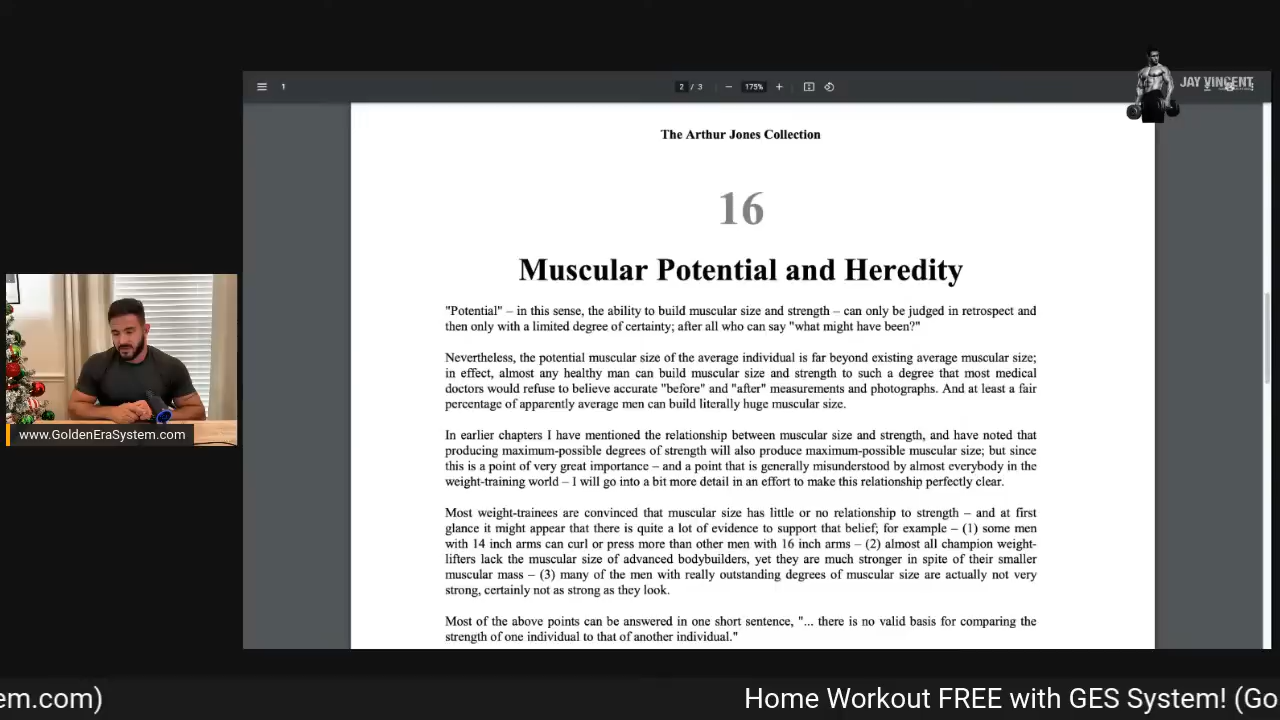 JAY VINCENT
1
2 / 3
175%
The Arthur Jones Collection
16
Muscular Potential and Heredity
"Potential" – in this sense, the ability to build muscular size and strength – can only be judged in retrospect and
then only with a limited degree of certainty; after all who can say "what might have been?"
Nevertheless, the potential muscular size of the average individual is far beyond existing average muscular size;
in effect, almost any healthy man can build muscular size and strength to such a degree that most medical
doctors would refuse to believe accurate "before" and "after" measurements and photographs. And at least a fair
percentage of apparently average men can build literally huge muscular size.
In earlier chapters I have mentioned the relationship between muscular size and strength, and have noted that
producing maximum-possible degrees of strength will also produce maximum-possible muscular size; but since
this is a point of very great importance – and a point that is generally misunderstood by almost everybody in the
weight-training world – I will go into a bit more detail in an effort to make this relationship perfectly clear.
Most weight-trainees are convinced that muscular size has little or no relationship to strength – and at first
glance it might appear that there is quite a lot of evidence to support that belief; for example – (1) some men
with 14 inch arms can curl or press more than other men with 16 inch arms – (2) almost all champion weight-
lifters lack the muscular size of advanced bodybuilders, yet they are much stronger in spite of their smaller
muscular mass – (3) many of the men with really outstanding degrees of muscular size are actually not very
strong, certainly not as strong as they look.
Most of the above points can be answered in one short sentence, "... there is no valid basis for comparing the
strength of one individual to that of another individual."
www.GoldenEraSystem.com
em.com) Home Workout FREE with GES System! (Go